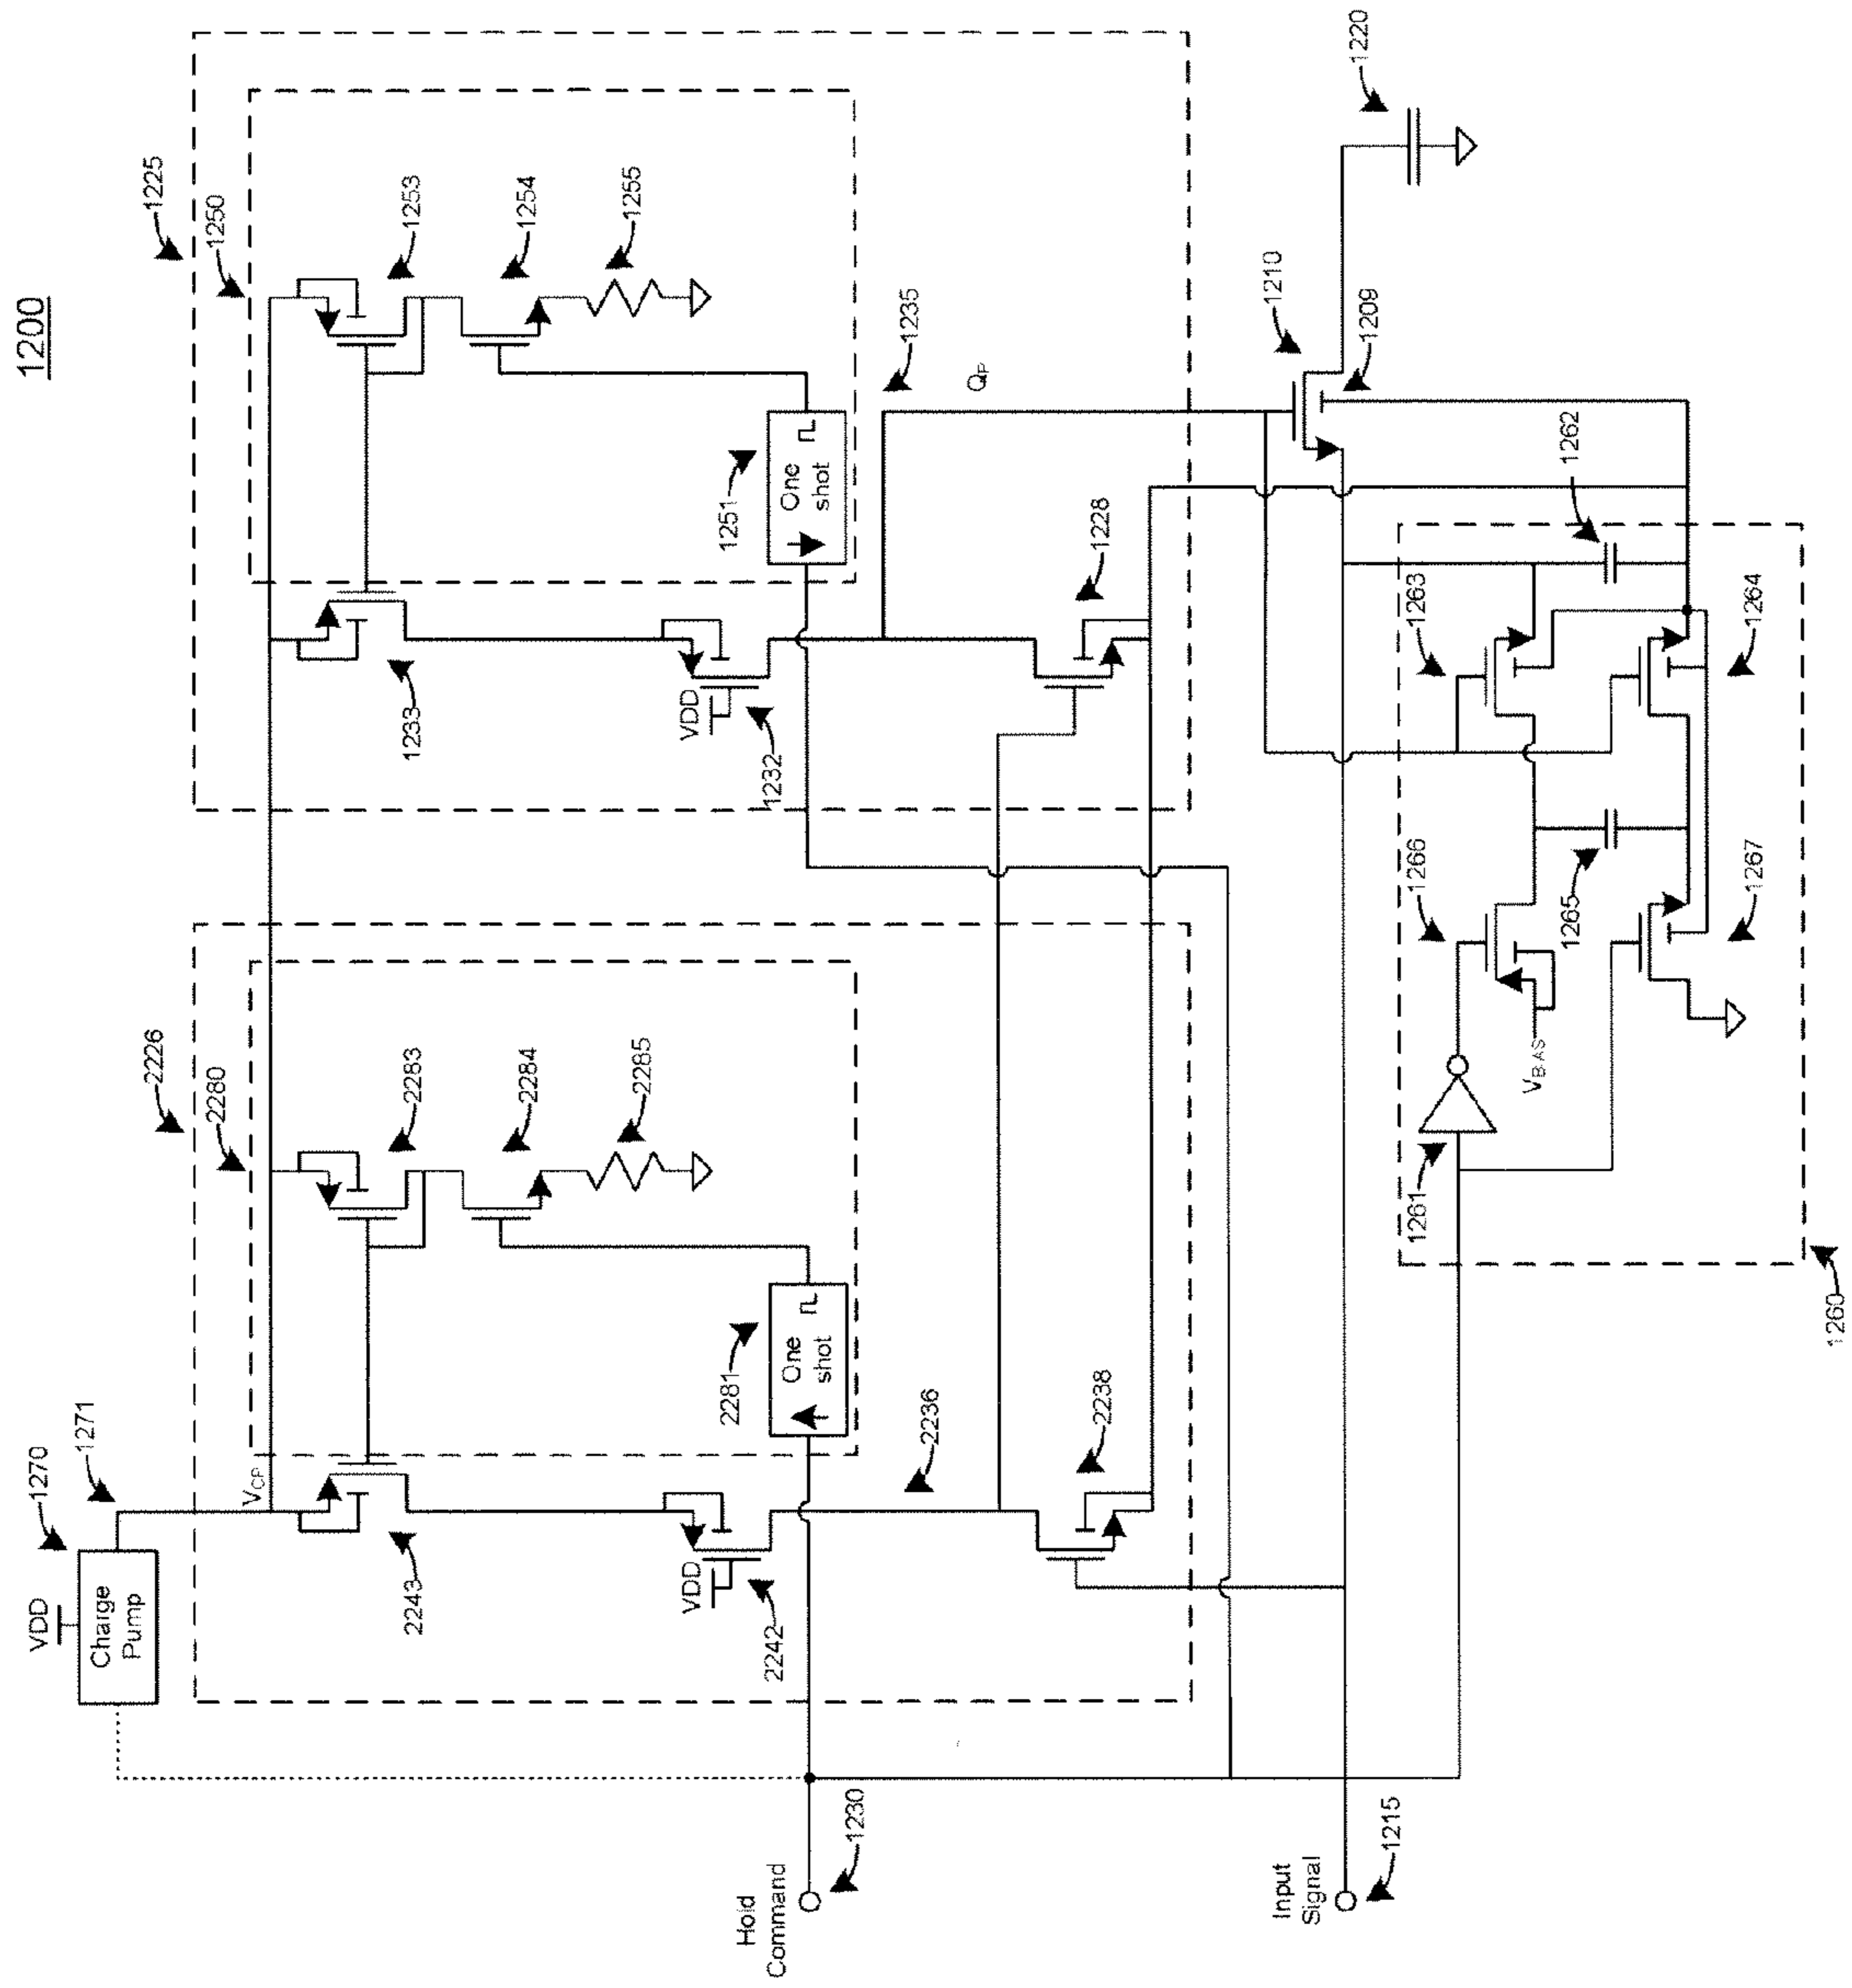 1200
1225
1250
1253
1254
1255
1220
2226
2280
2283
2284
2285
1270
1271
VDD
Charge
Pump
VCP
2243
VDD
2242
One
shot
2281
2236
2238
1233
VDD
1232
One
shot
1251
1235
QP
1228
1210
1209
1262
1263
1264
1265
1266
1267
1261
VBIAS
1260
Hold
Command
1230
Input
Signal
1215